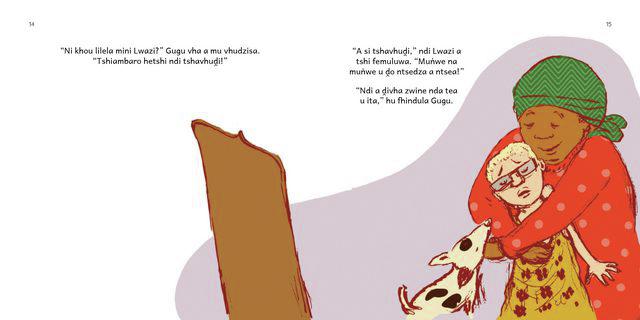 14
15
“Ni khou lilela mini Lwazi?” Gugu vha a mu vhudzisa.
“Tshiambaro hetshi ndi tshavhuḓi!”
“A si tshavhuḓi,” ndi Lwazi a
tshi femuluwa. “Muṅwe na
muṅwe u ḓo ntsedza a ntsea!”
“Ndi a ḓivha zwine nda tea
u ita,” hu fhindula Gugu.